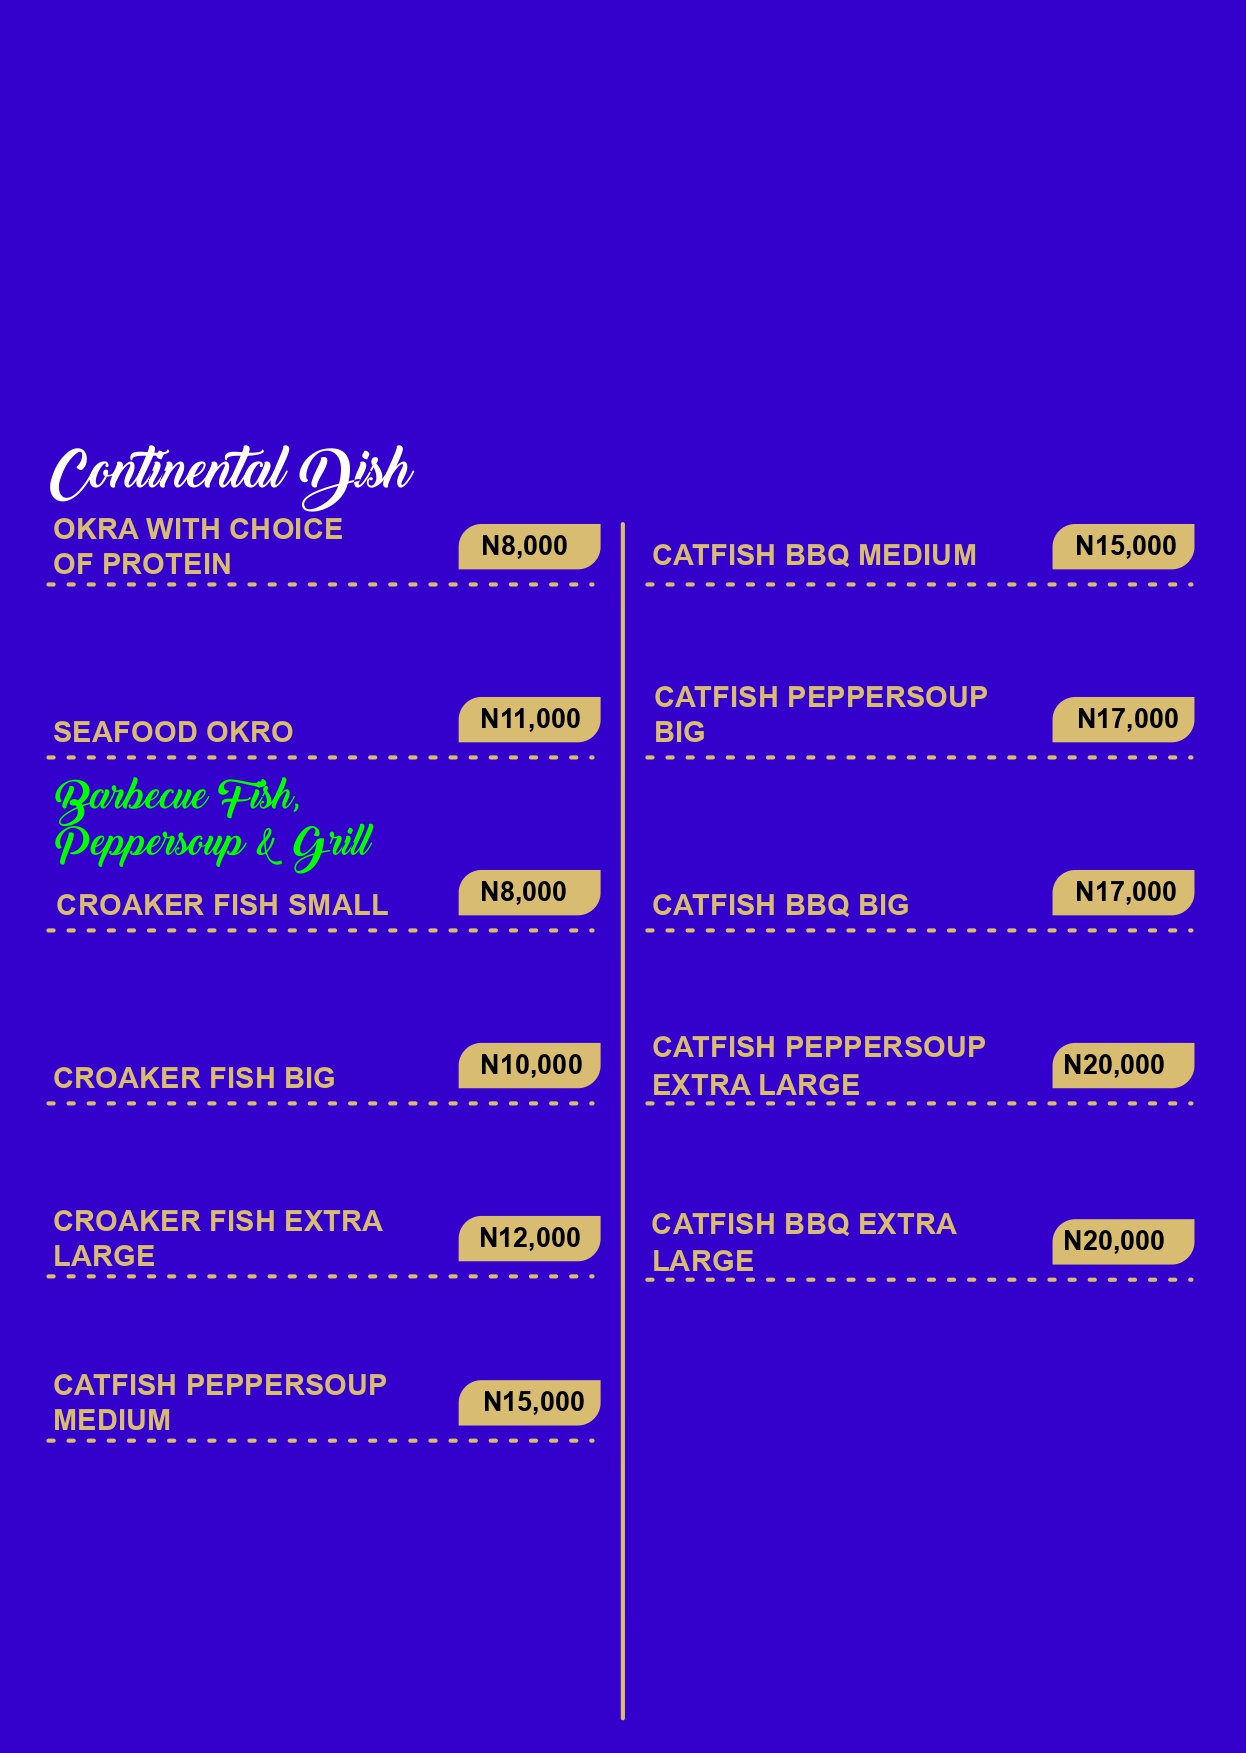 Continental Dish
OKRA WITH CHOICE
OF PROTEIN
N8,000
SEAFOOD OKRO
N11,000
Barbecue Fish,
Peppersoup & Grill
CROAKER FISH SMALL
N8,000
CROAKER FISH BIG
N10,000
CROAKER FISH EXTRA
LARGE
N12,000
CATFISH PEPPERSOUP
MEDIUM
N15,000
CATFISH BBQ MEDIUM
N15,000
CATFISH PEPPERSOUP
BIG
N17,000
CATFISH BBQ BIG
N17,000
CATFISH PEPPERSOUP
EXTRA LARGE
N20,000
CATFISH BBQ EXTRA
LARGE
N20,000